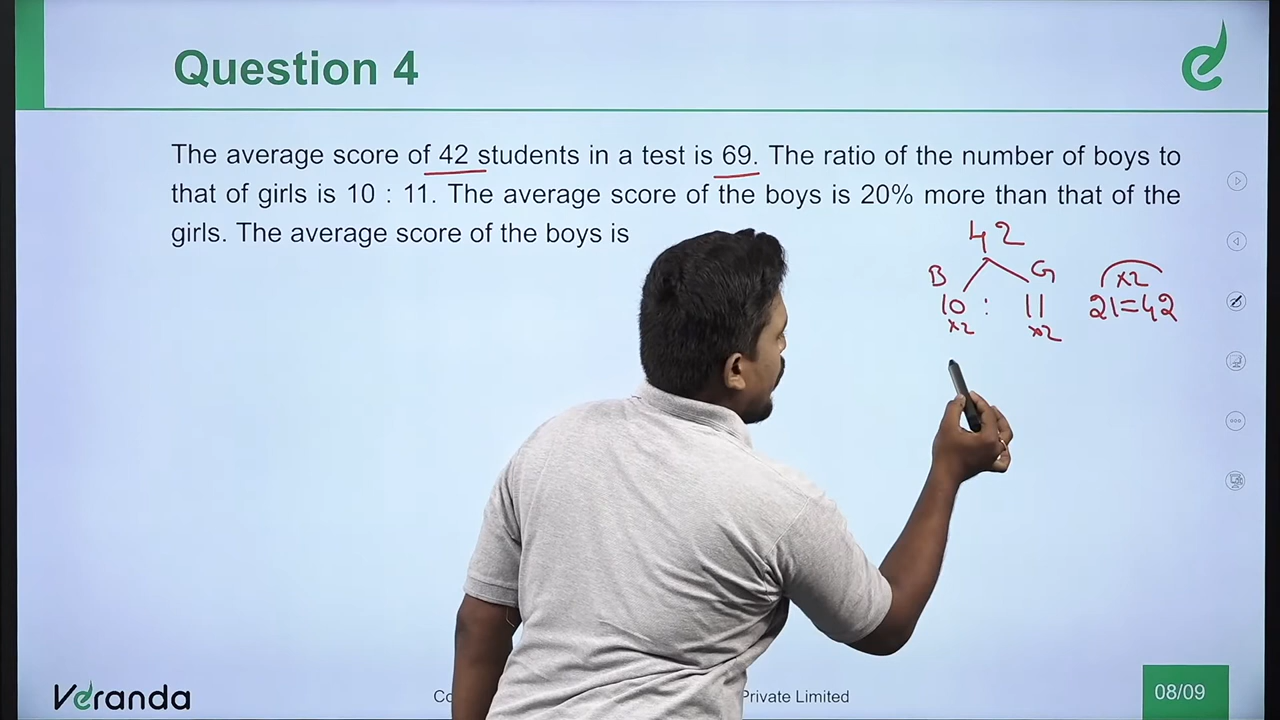 Question 4
The average score of 42 students in a test is 69. The ratio of the number of boys to
that of girls is 10 : 11. The average score of the boys is 20% more than that of the
girls. The average score of the boys is
42
B G ×2
10 : 11 21=42
×2 ×2
Veranda
Private Limited
08/09